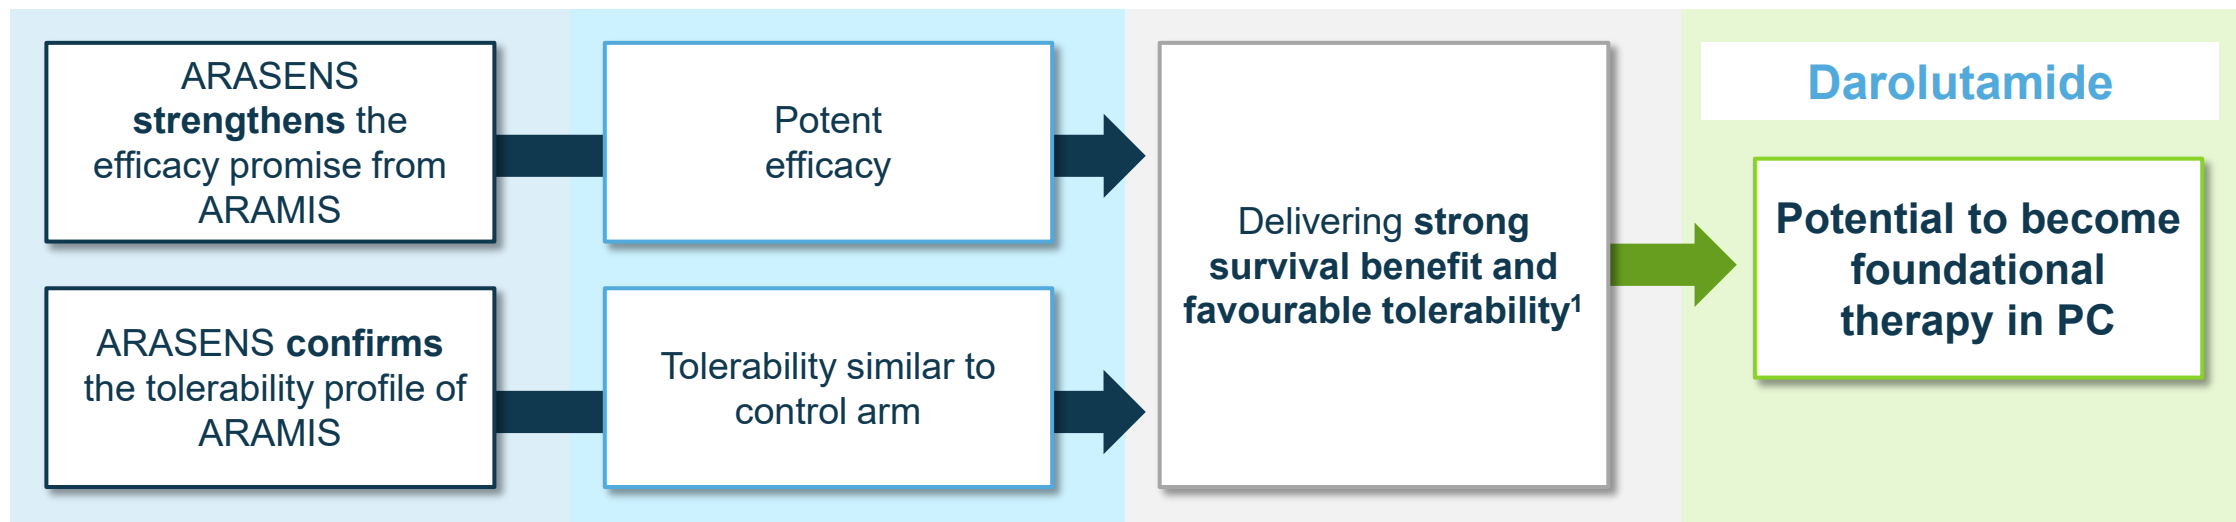 ARASENS
strengthens the
efficacy promise from
ARAMIS
Potent
efficacy
ARASENS confirms
the tolerability profile of
ARAMIS
Tolerability similar to
control arm
Delivering strong
survival benefit and
favourable tolerability¹
Darolutamide
Potential to become
foundational
therapy in PC